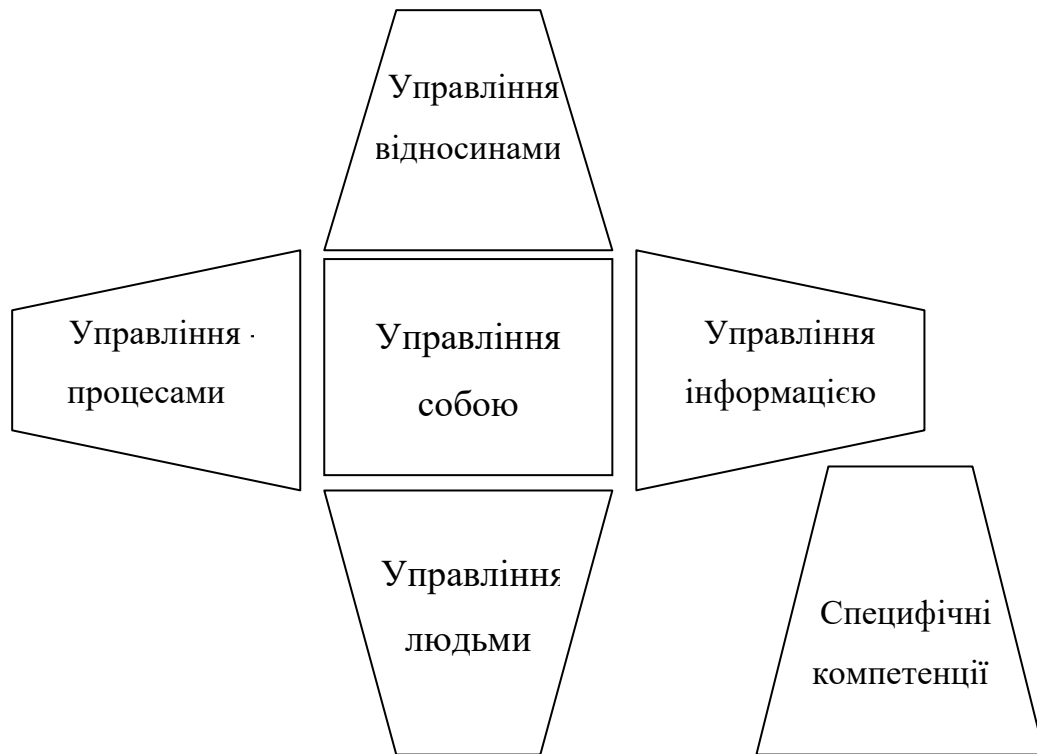 Управління
відносинами
Управління
процесами
Управління
собою
Управління
інформацією
Управління
людьми
Специфічні
компетенції